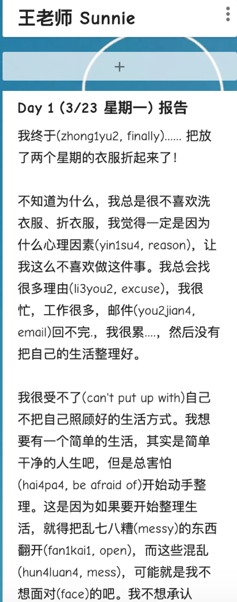 王老师 Sunnie
+
Day 1 (3/23 星期一) 报告
我终于(zhong1yu2, finally)...... 把放
了两个星期的衣服折起来了！
不知道为什么，我总是很不喜欢洗
衣服、折衣服，我觉得一定是因为
什么心理因素(yin1su4, reason)，让
我这么不喜欢做这件事。我总会找
很多理由(li3you2, excuse)，我很
忙，工作很多，邮件(you2jian4,
email)回不完.，我很累....，然后没有
把自己的生活整理好。
我很受不了(can't put up with)自己
不把自己照顾好的生活方式。我想
要有一个简单的生活，其实是简单
干净的人生吧，但是总害怕
(hai4pa4, be afraid of)开始动手整
理。这是因为如果要开始整理生
活，就得把乱七八糟(messy)的东西
翻开(fan1kai1, open)，而这些混乱
(hun4luan4, mess)，可能就是我不
想面对(face)的吧。我不想承认